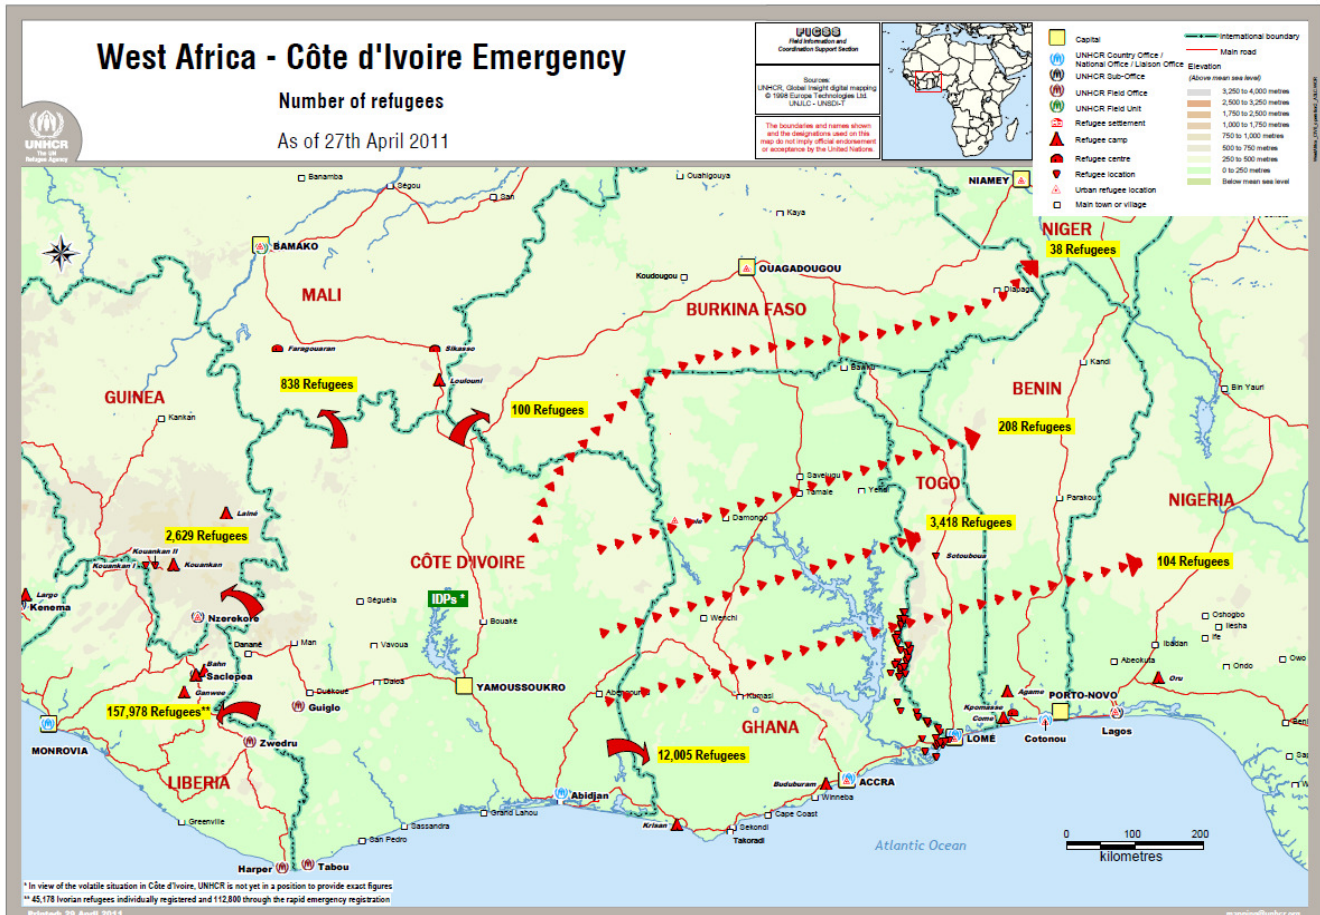 West Africa - Côte d'Ivoire Emergency
Number of refugees
As of 27th April 2011
UNHCR
The UN
Refugee Agency
FICSS
Field Information and
Coordination Support Section
Sources:
UNHCR, Global Insight digital mapping
© 1998 Europe Technologies Ltd.
UNJLC - UNSDI-T
The boundaries and names shown
and the designations used on this
map do not imply official endorsement
or acceptance by the United Nations.
Capital
UNHCR Country Office /
National Office / Liaison Office
UNHCR Sub-Office
UNHCR Field Office
UNHCR Field Unit
Refugee settlement
Refugee camp
Refugee centre
Refugee location
Urban refugee location
Main town or village
International boundary
Main road
Elevation
(Above mean sea level)
3,250 to 4,000 metres
2,500 to 3,250 metres
1,750 to 2,500 metres
1,000 to 1,750 metres
750 to 1,000 metres
500 to 750 metres
250 to 500 metres
0 to 250 metres
Below mean sea level
Banamba
Ségou
San
Ouahigouya
Kaya
NIAMEY
NIGER
38 Refugees
BAMAKO
MALI
Koudougou
OUAGADOUGOU
Diapaga
BURKINA FASO
Faragouaran
Sikasso
Loulouni
838 Refugees
100 Refugees
GUINEA
Kankan
Bawku
Kandi
BENIN
Bin Yauri
208 Refugees
Savelugu
Tamale
Yendi
TOGO
Parakou
NIGERIA
Lainé
2,629 Refugees
Kouankan II
Kouankan I
Kouankan
Damongo
3,418 Refugees
Sotouboua
104 Refugees
CÔTE D'IVOIRE
IDPs *
Largo
Kenema
Nzerekore
Séguéla
Bouaké
Wenchi
Oshogbo
Ilesha
Ife
Ibadan
Danané
Man
Vavoua
Bahn
Saclepea
Ganwee
Duékoué
Daloa
Guiglo
YAMOUSSOUKRO
Abengourou
Kumasi
Abeokuta
Oru
Ondo
Owo
157,978 Refugees**
MONROVIA
Zwedru
LIBERIA
GHANA
12,005 Refugees
Agame
Kpomasse
Come
PORTO-NOVO
LOME
Cotonou
Lagos
Greenville
Abidjan
Grand Lahou
Sassandra
San Pedro
Buduburam
ACCRA
Winneba
Cape Coast
Krisan
Sekondi
Takoradi
Harper
Tabou
Atlantic Ocean
0 100 200
kilometres
* In view of the volatile situation in Côte d'Ivoire, UNHCR is not yet in a position to provide exact figures
** 45,178 Ivorian refugees individually registered and 112,800 through the rapid emergency registration